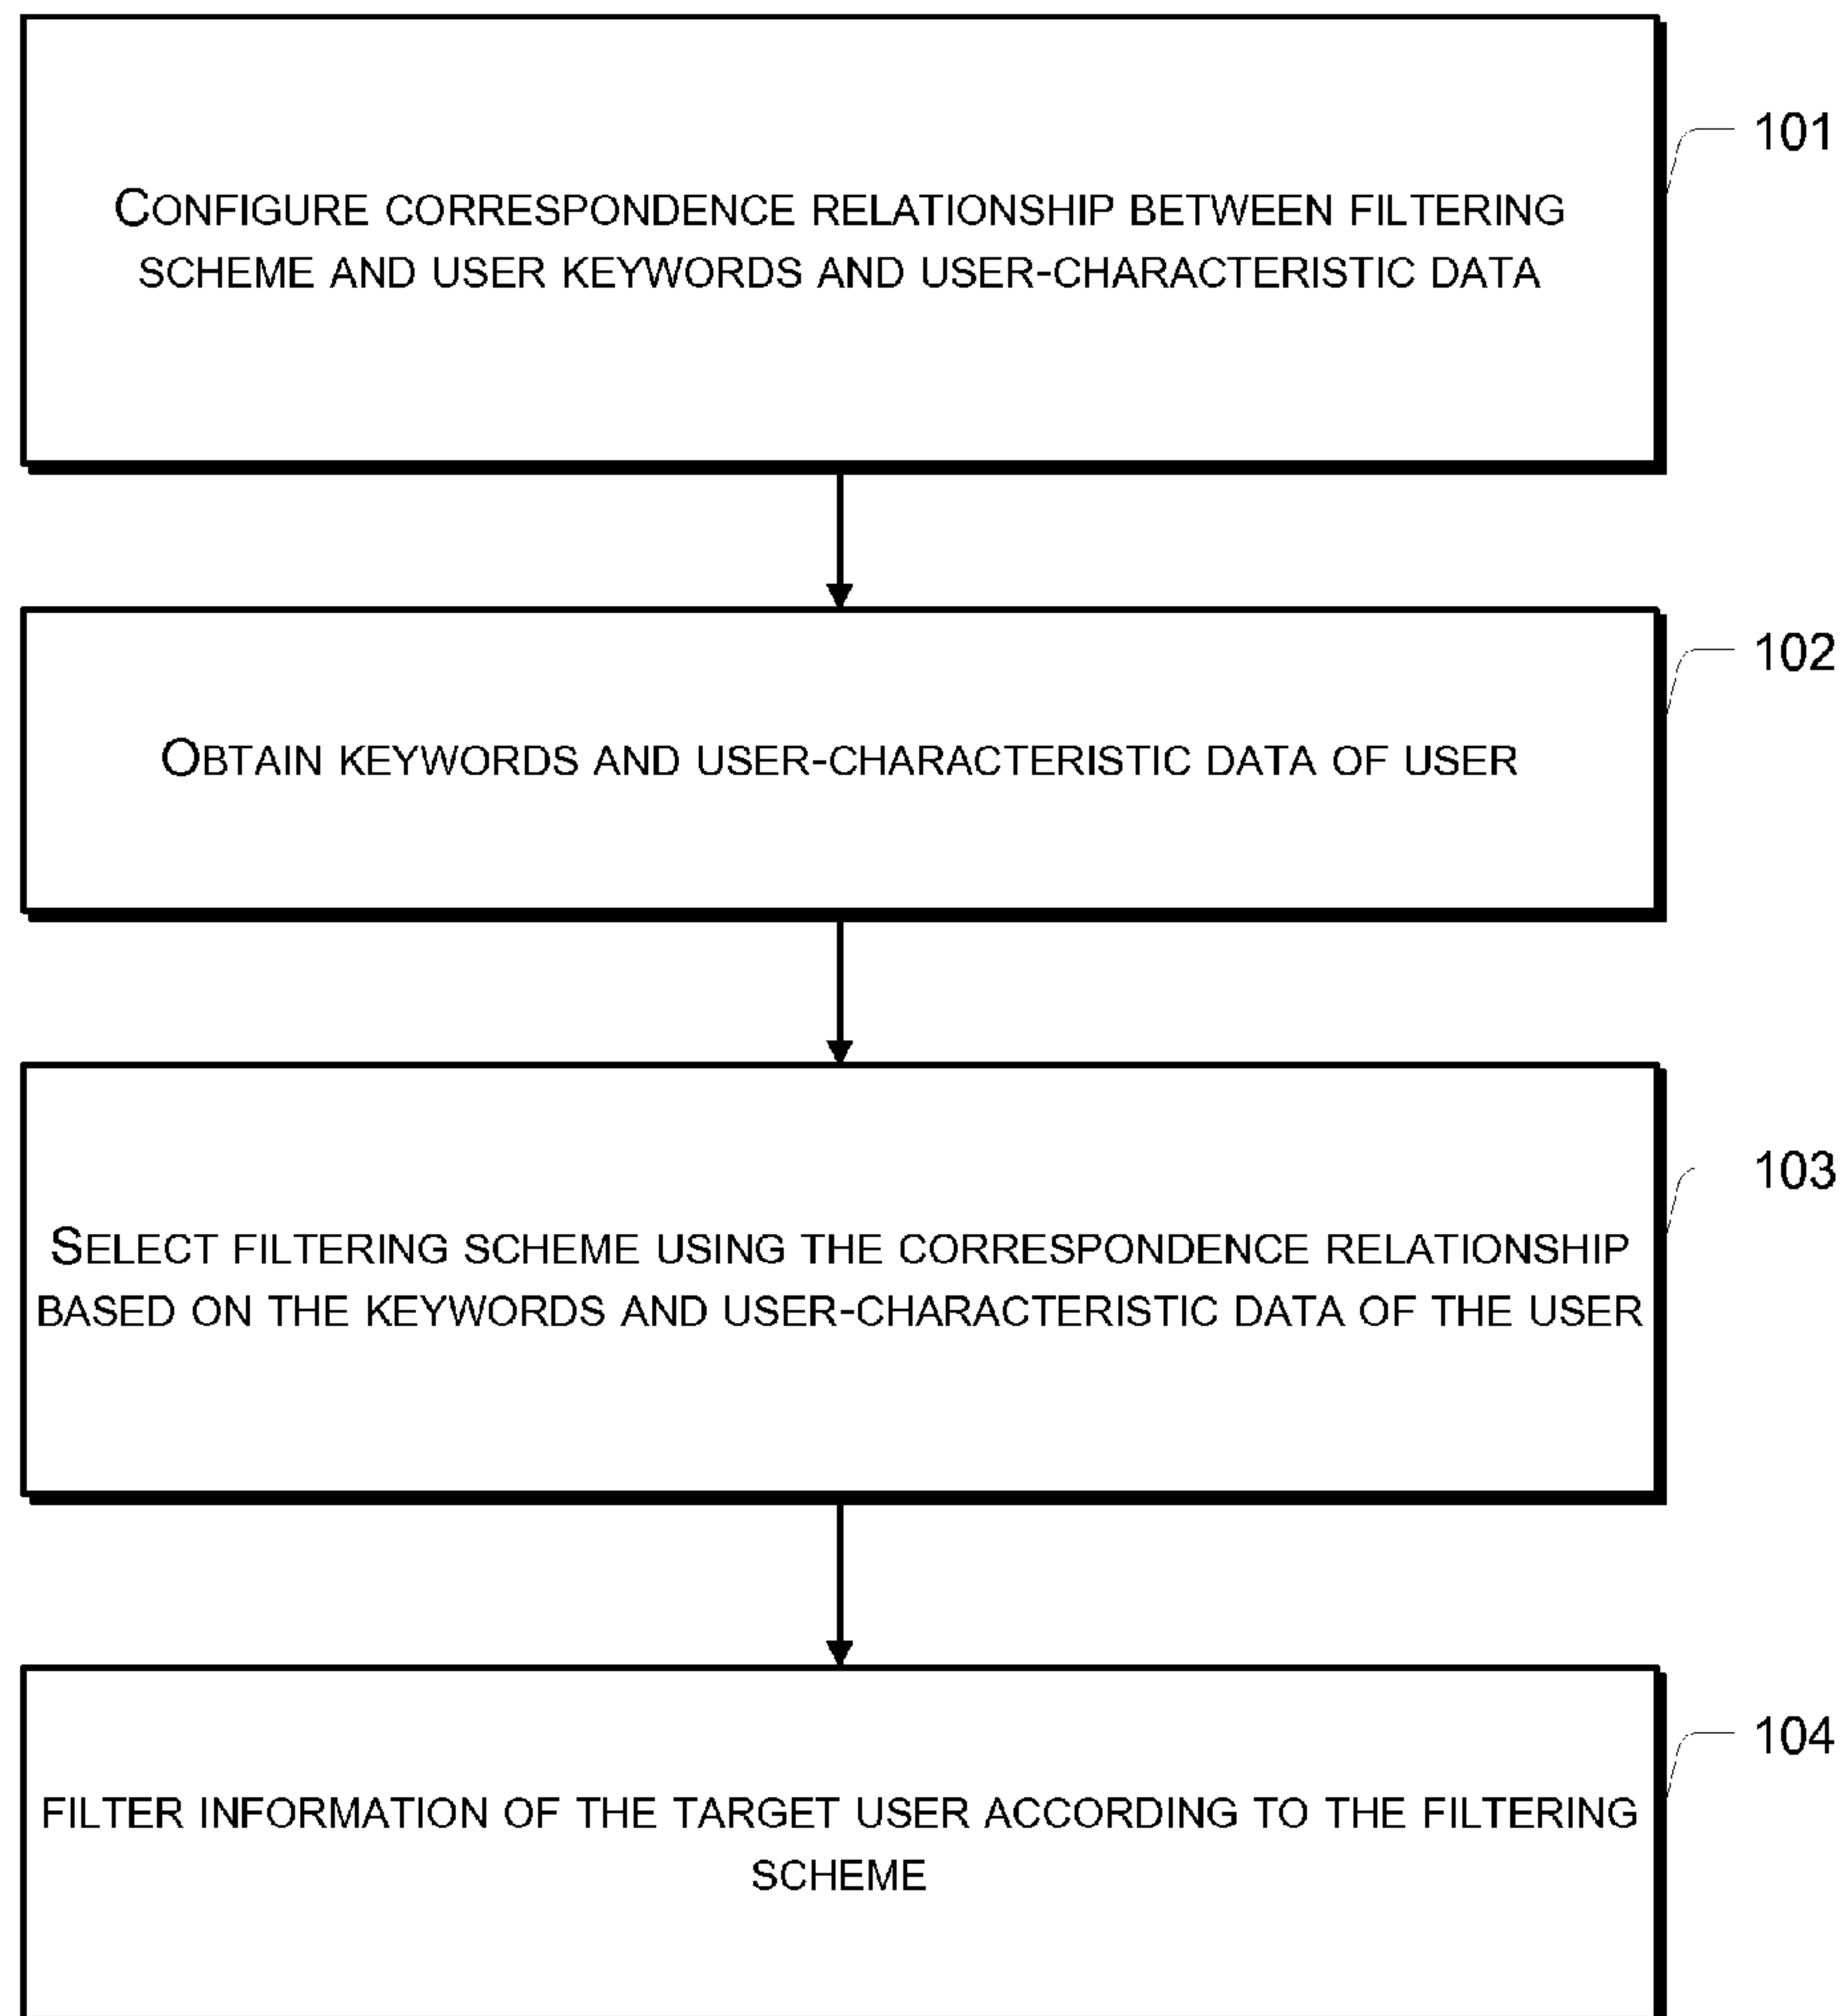 CONFIGURE CORRESPONDENCE RELATIONSHIP BETWEEN FILTERING
SCHEME AND USER KEYWORDS AND USER-CHARACTERISTIC DATA
101
OBTAIN KEYWORDS AND USER-CHARACTERISTIC DATA OF USER
102
SELECT FILTERING SCHEME USING THE CORRESPONDENCE RELATIONSHIP
BASED ON THE KEYWORDS AND USER-CHARACTERISTIC DATA OF THE USER
103
FILTER INFORMATION OF THE TARGET USER ACCORDING TO THE FILTERING
SCHEME
104